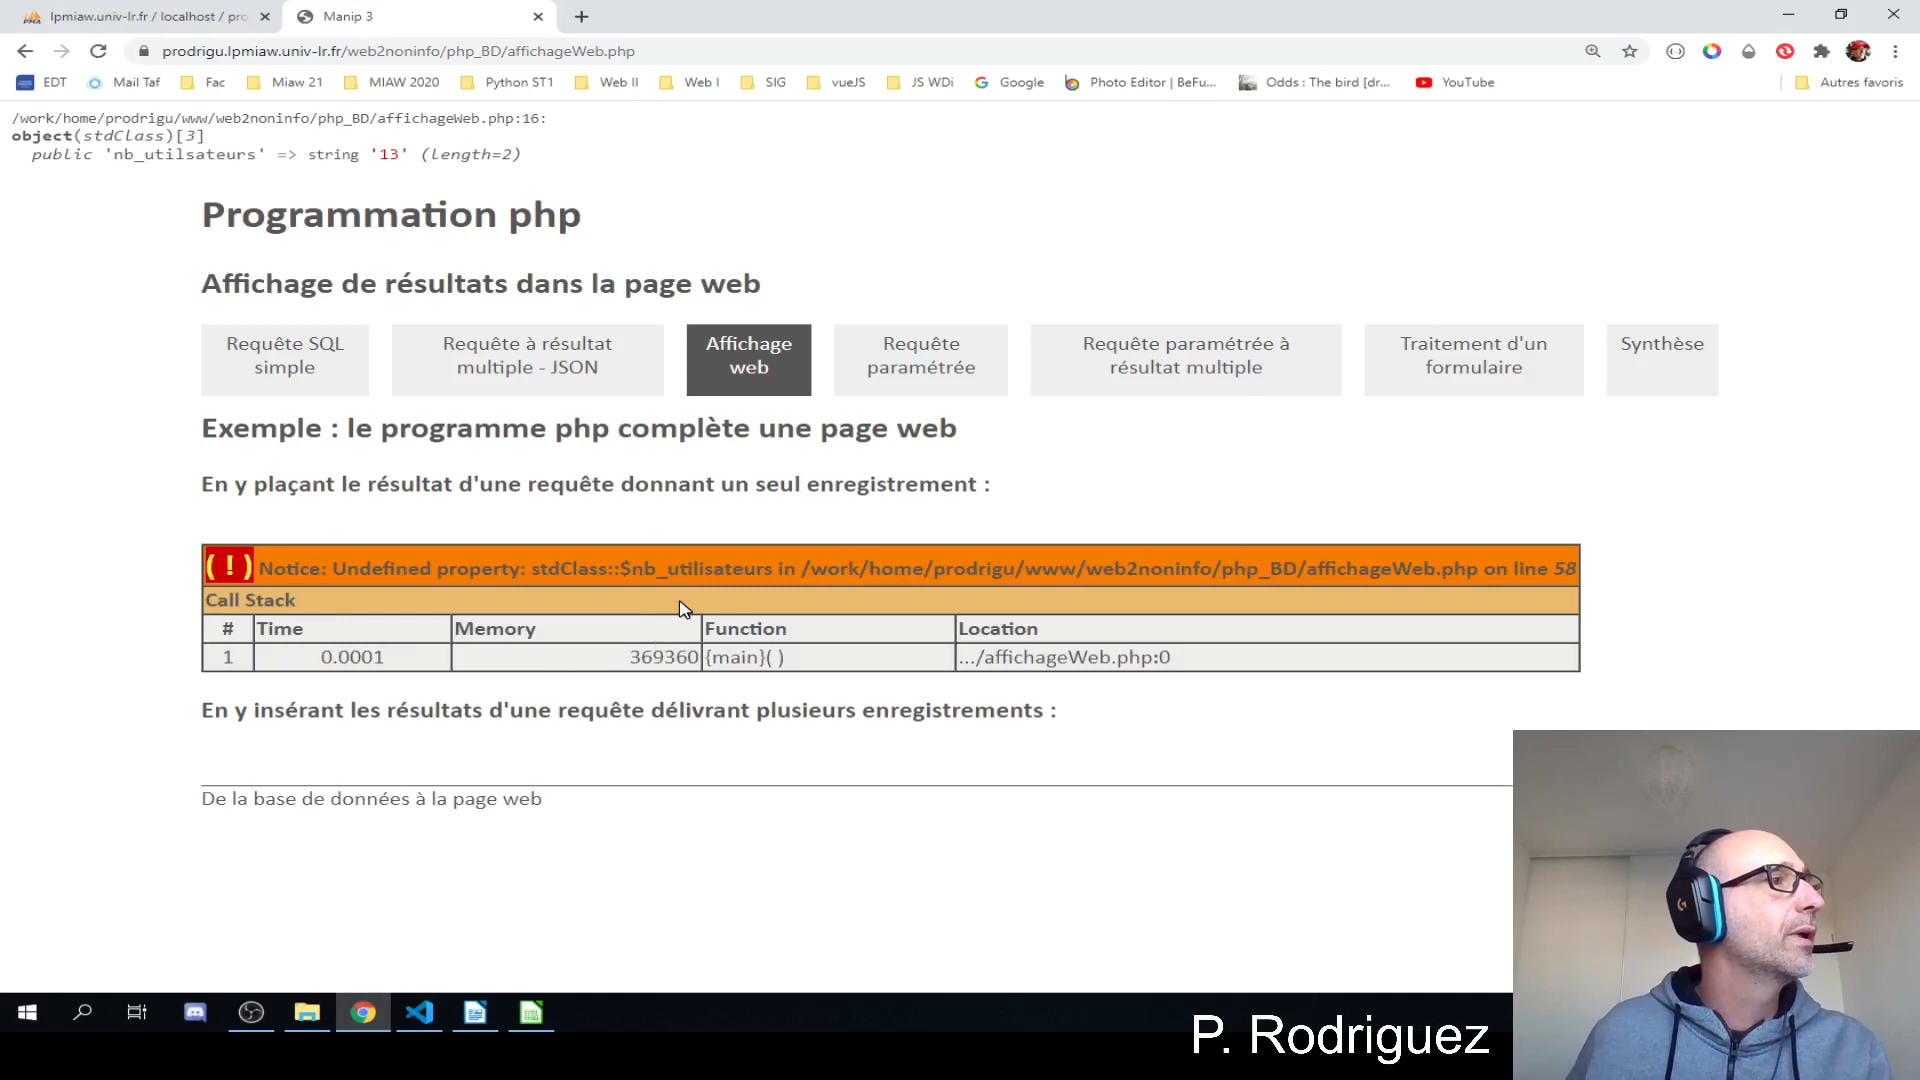 lpmiaw.univ-lr.fr / localhost / pro
Manip 3
prodrigu.lpmiaw.univ-lr.fr/web2noninfo/php_BD/affichageWeb.php
EDT
Mail Taf
Fac
Miaw 21
MIAW 2020
Python ST1
Web II
Web I
SIG
vueJS
JS WDi
Google
Photo Editor | BeFu...
Odds : The bird [dr...
YouTube
Autres favoris
/work/home/prodrigu/www/web2noninfo/php_BD/affichageWeb.php:16:
object(stdClass)[3]
public 'nb_utilsateurs' => string '13' (length=2)
Programmation php
Affichage de résultats dans la page web
Requête SQL
simple
Requête à résultat
multiple - JSON
Affichage
web
Requête
paramétrée
Requête paramétrée à
résultat multiple
Traitement d'un
formulaire
Synthèse
Exemple : le programme php complète une page web
En y plaçant le résultat d'une requête donnant un seul enregistrement :
( ! ) Notice: Undefined property: stdClass::$nb_utilisateurs in /work/home/prodrigu/www/web2noninfo/php_BD/affichageWeb.php on line 58
Call Stack
# Time Memory Function Location
1 0.0001 369360 {main}( ) .../affichageWeb.php:0
En y insérant les résultats d'une requête délivrant plusieurs enregistrements :
De la base de données à la page web
P. Rodriguez